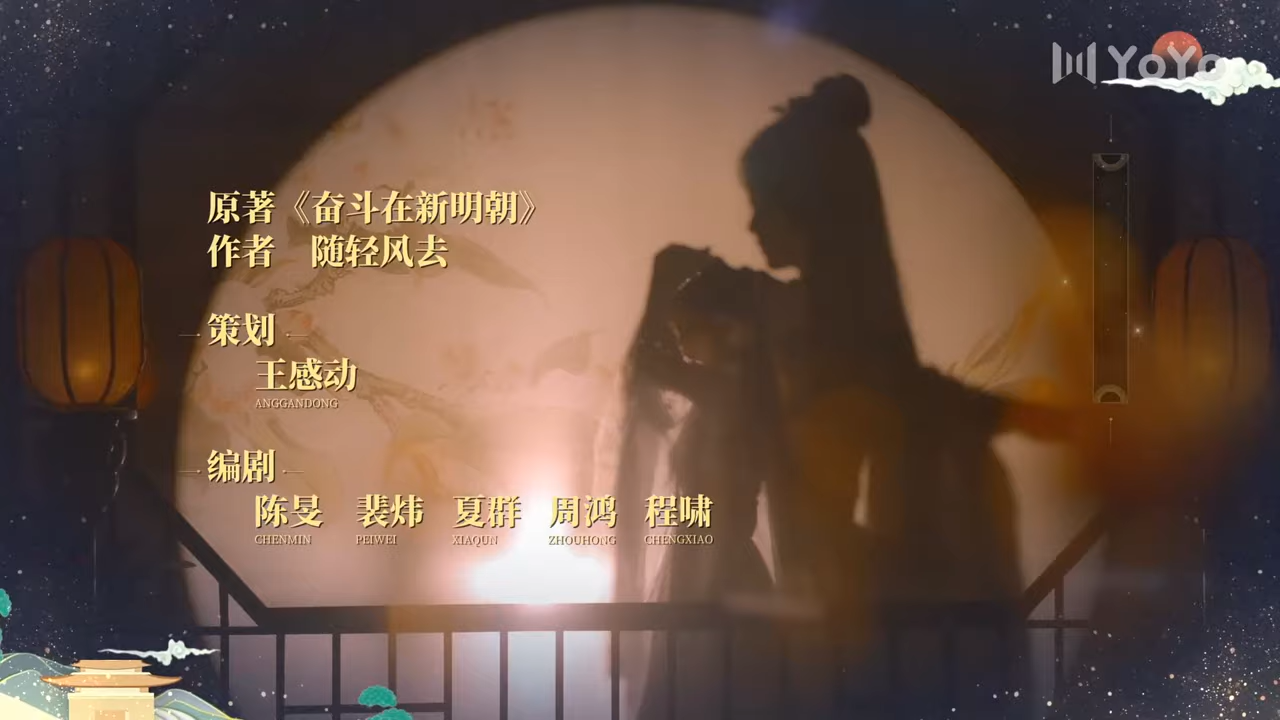 YoYo
原著《奋斗在新明朝》
作者 随轻风去
策划
王感动
ANGGANDONG
编剧
陈旻 裴炜 夏群 周鸿 程啸
CHENMIN PEIWEI XIAQUN ZHOUHONG CHENGXIAO